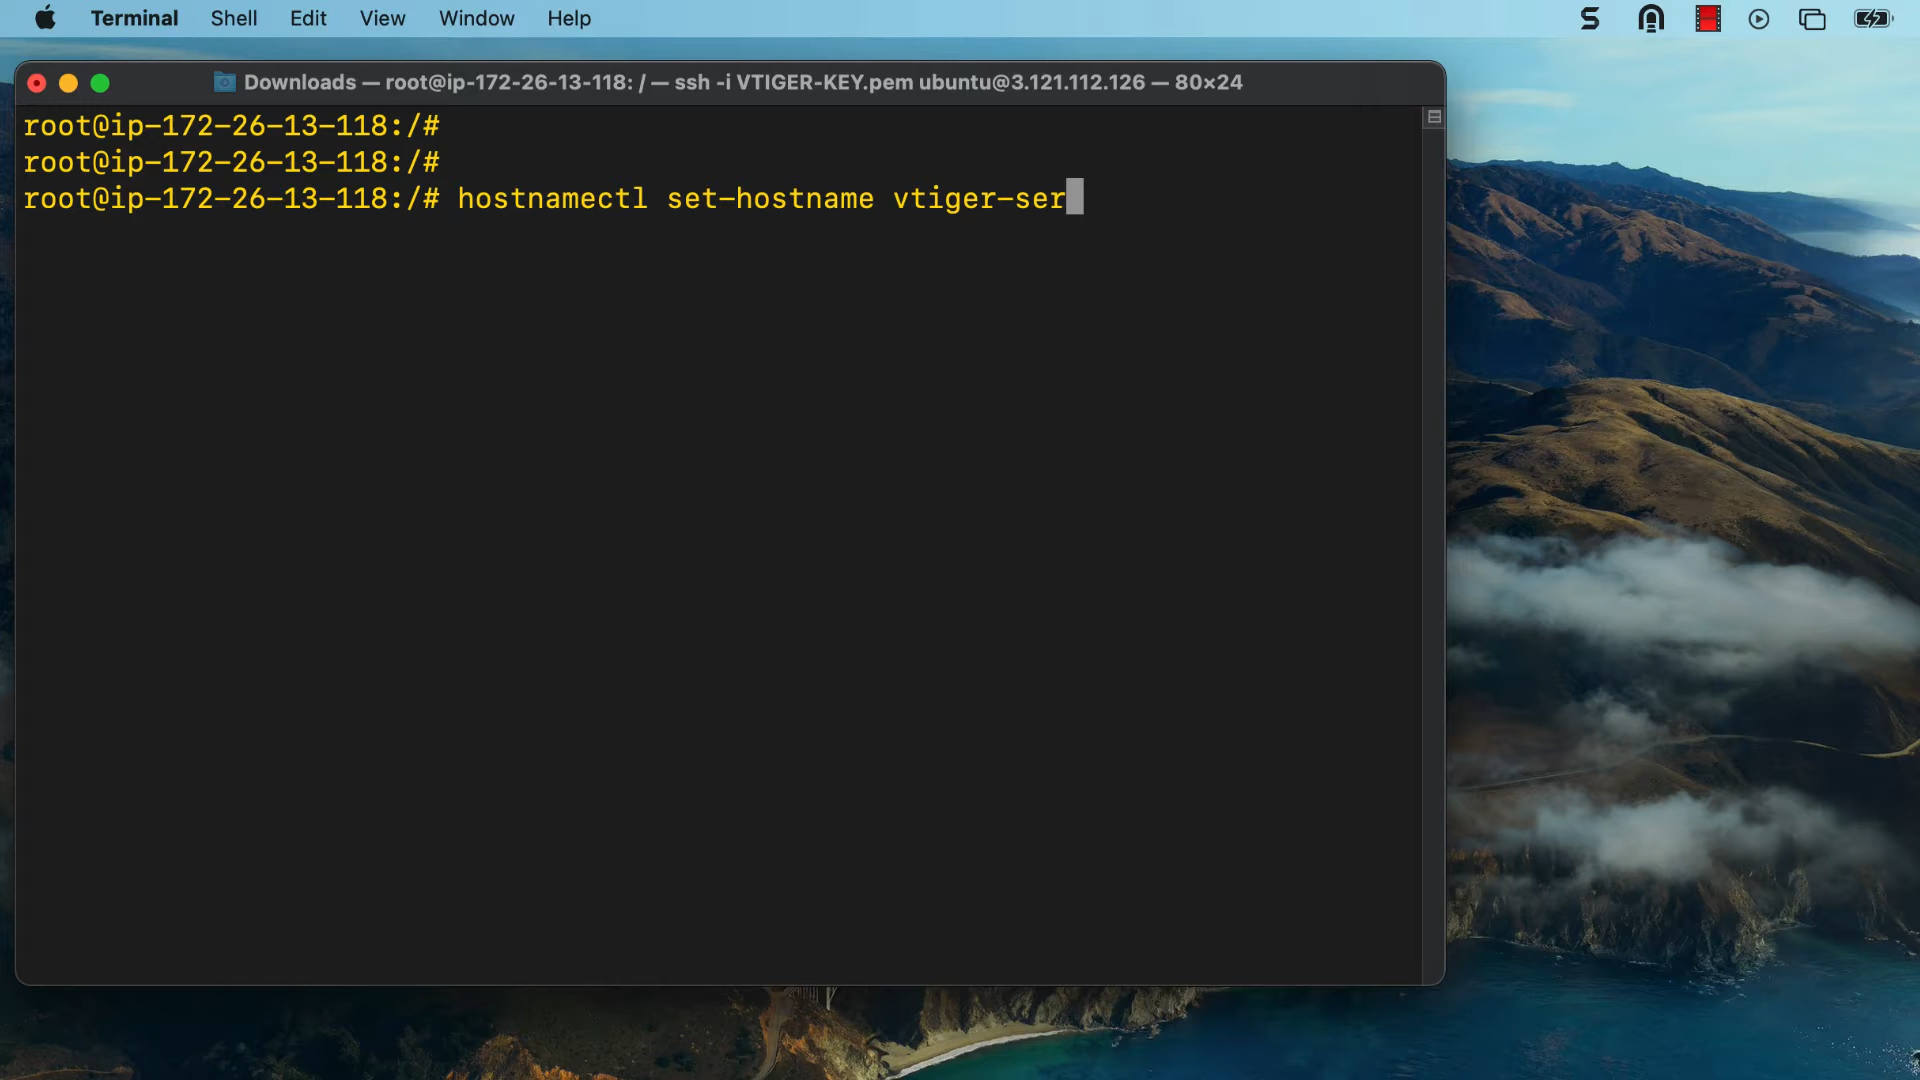 Terminal Shell Edit View Window Help
Downloads — root@ip-172-26-13-118: / — ssh -i VTIGER-KEY.pem ubuntu@3.121.112.126 — 80×24
root@ip-172-26-13-118:/#
root@ip-172-26-13-118:/#
root@ip-172-26-13-118:/# hostnamectl set-hostname vtiger-ser